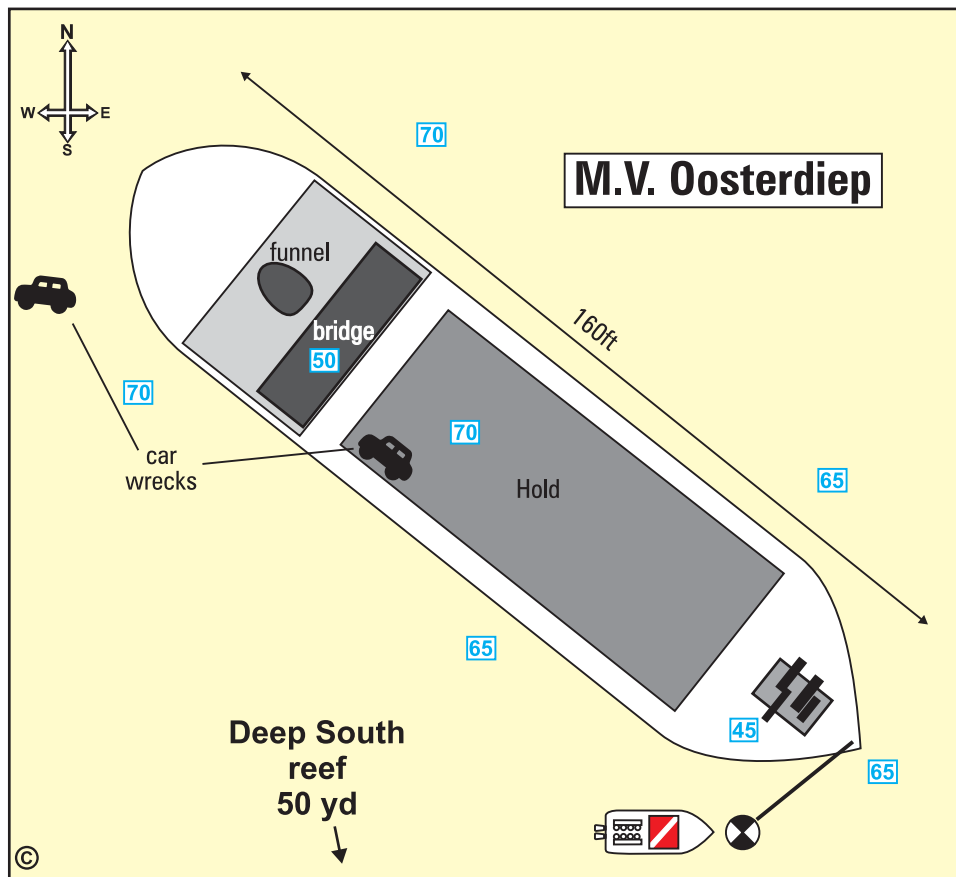 N
W E
S
70
M.V. Oosterdiep
funnel
160ft
bridge
50
70
70
car
wrecks
Hold
65
65
Deep South
reef
50 yd
45
65
©